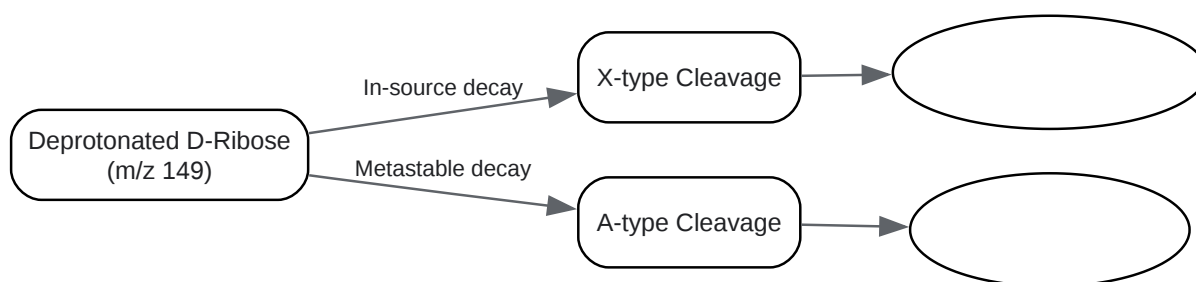 In-source decay
X-type Cleavage
Deprotonated D-Ribose
(m/z 149)
Metastable decay
A-type Cleavage